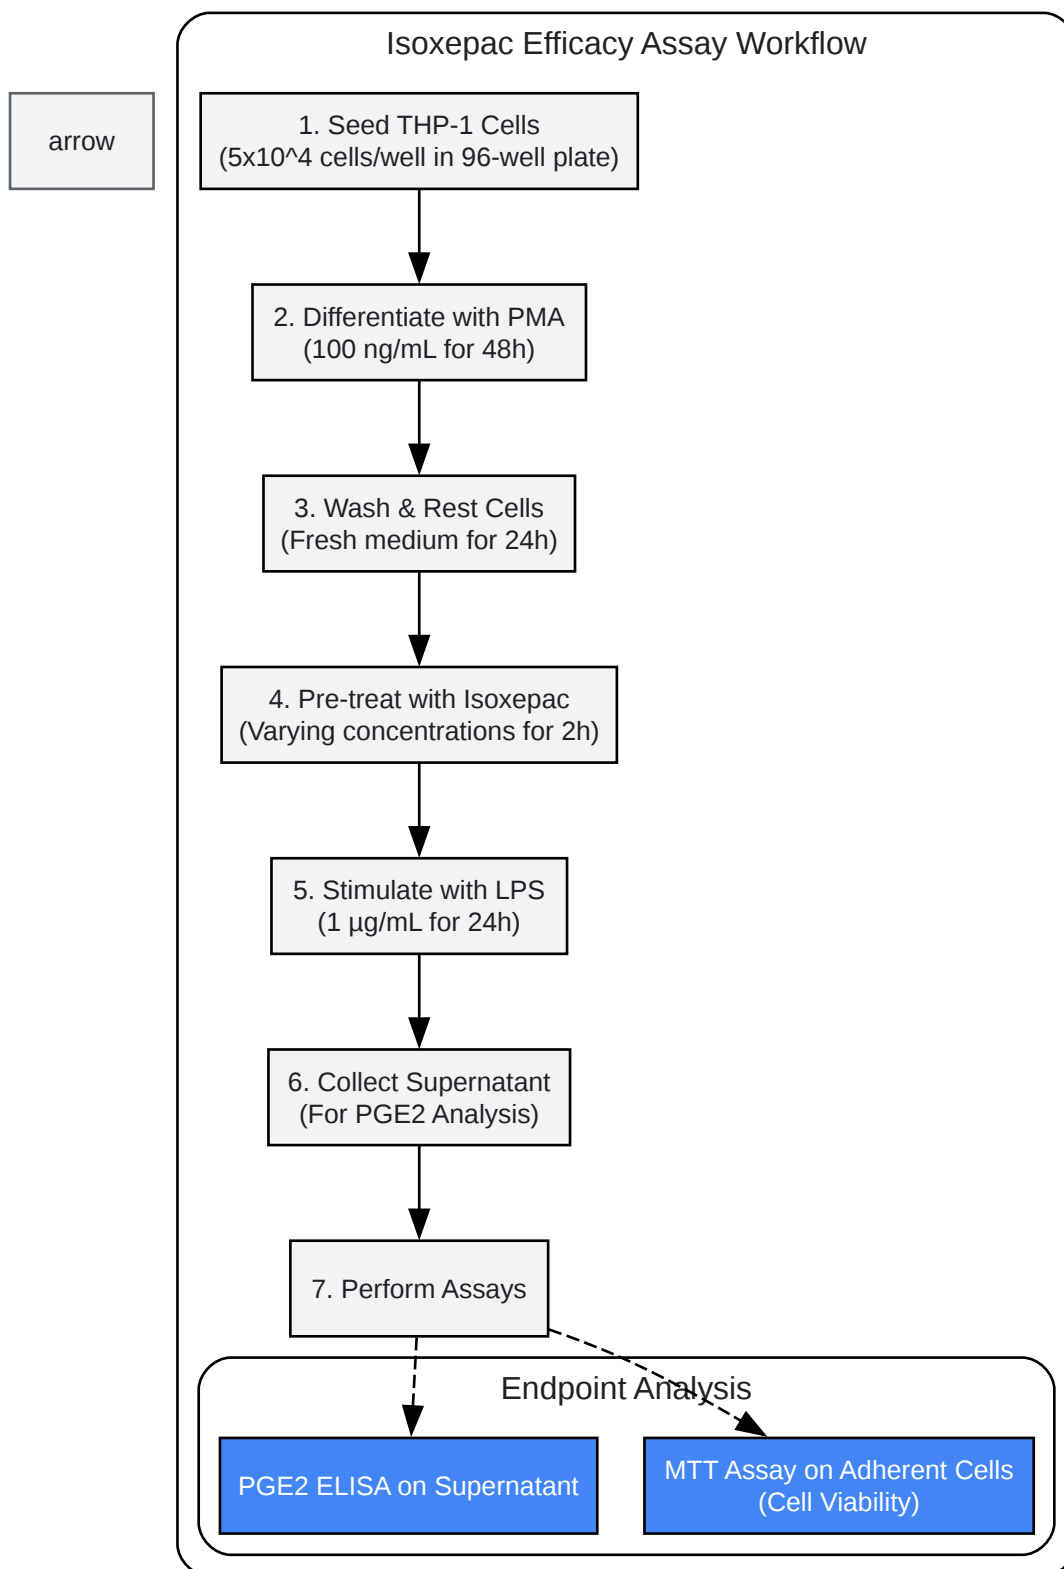 Isoxepac Efficacy Assay Workflow
arrow
1. Seed THP-1 Cells
(5x10^4 cells/well in 96-well plate)
2. Differentiate with PMA
(100 ng/mL for 48h)
3. Wash & Rest Cells
(Fresh medium for 24h)
4. Pre-treat with Isoxepac
(Varying concentrations for 2h)
5. Stimulate with LPS
(1 µg/mL for 24h)
6. Collect Supernatant
(For PGE2 Analysis)
7. Perform Assays
Endpoint Analysis
PGE2 ELISA on Supernatant
MTT Assay on Adherent Cells
(Cell Viability)